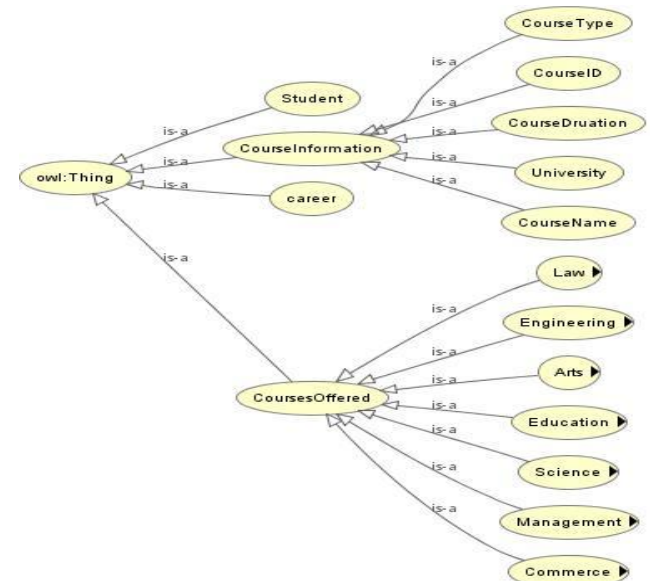 CourseType
is-a
CourseID
Student
is-a
is-a
CourseDruation
is-a
CourseInformation
is-a
is-a
University
owl:Thing
is-a
is-a
career
CourseName
is-a
Law
is-a
Engineering
is-a
Arts
is-a
CoursesOffered
is-a
Education
is-a
Science
is-a
Management
is-a
Commerce